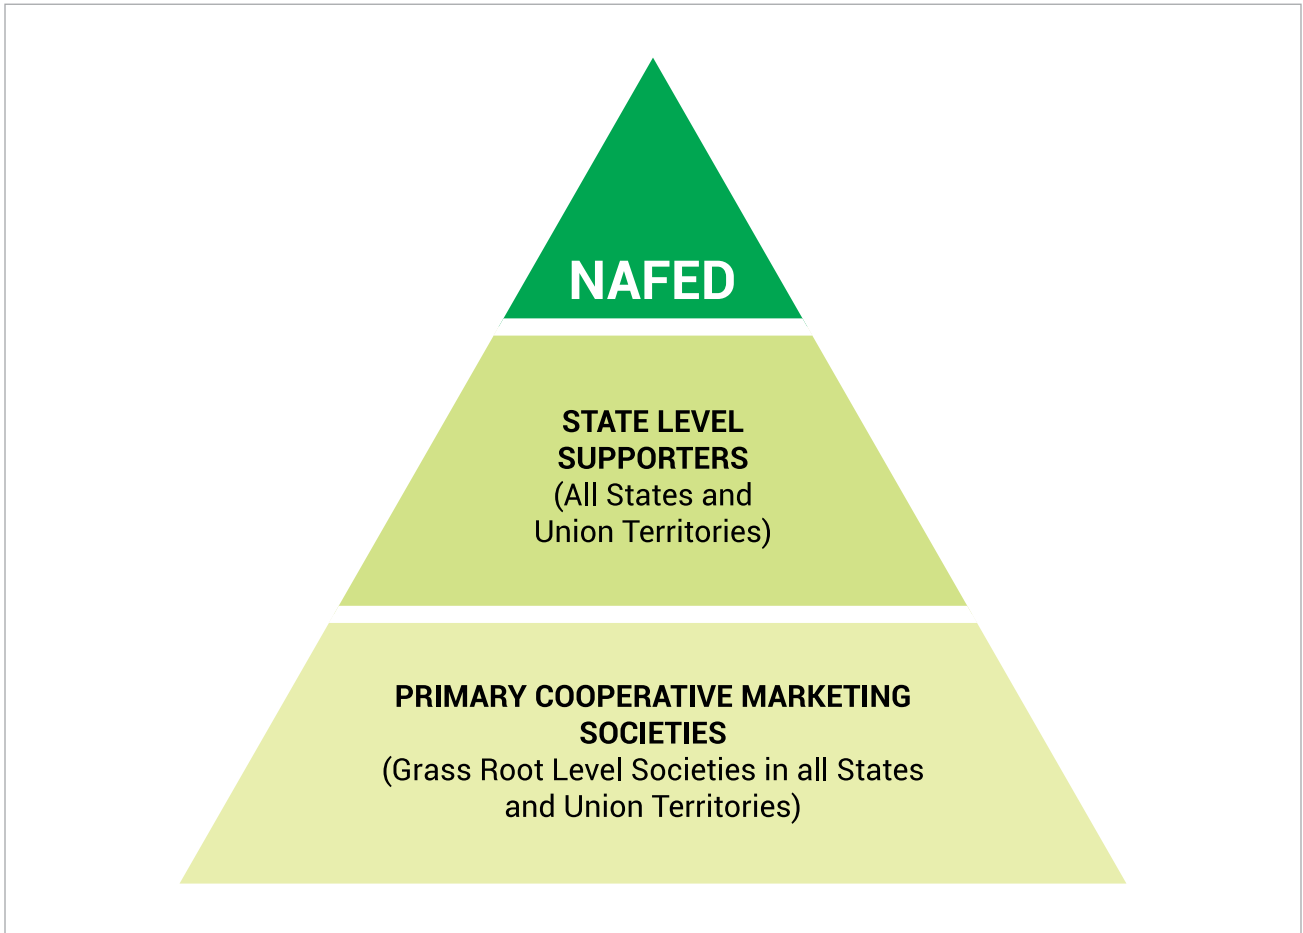 NAFED
STATE LEVEL
SUPPORTERS
(All States and
Union Territories)
PRIMARY COOPERATIVE MARKETING
SOCIETIES
(Grass Root Level Societies in all States
and Union Territories)